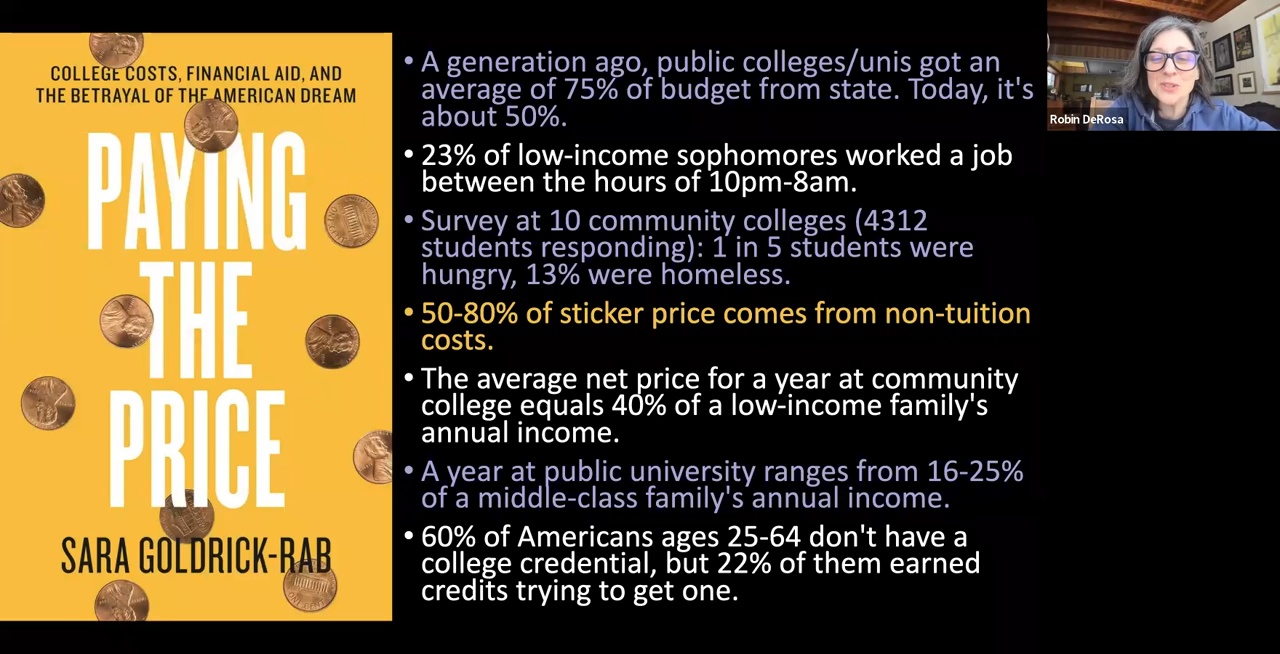 COLLEGE COSTS, FINANCIAL AID, AND
THE BETRAYAL OF THE AMERICAN DREAM
PAYING
THE
PRICE
SARA GOLDRICK-RAB
• A generation ago, public colleges/unis got an
average of 75% of budget from state. Today, it's
about 50%.
• 23% of low-income sophomores worked a job
between the hours of 10pm-8am.
• Survey at 10 community colleges (4312
students responding): 1 in 5 students were
hungry, 13% were homeless.
• 50-80% of sticker price comes from non-tuition
costs.
• The average net price for a year at community
college equals 40% of a low-income family's
annual income.
• A year at public university ranges from 16-25%
of a middle-class family's annual income.
• 60% of Americans ages 25-64 don't have a
college credential, but 22% of them earned
credits trying to get one.
Robin DeRosa